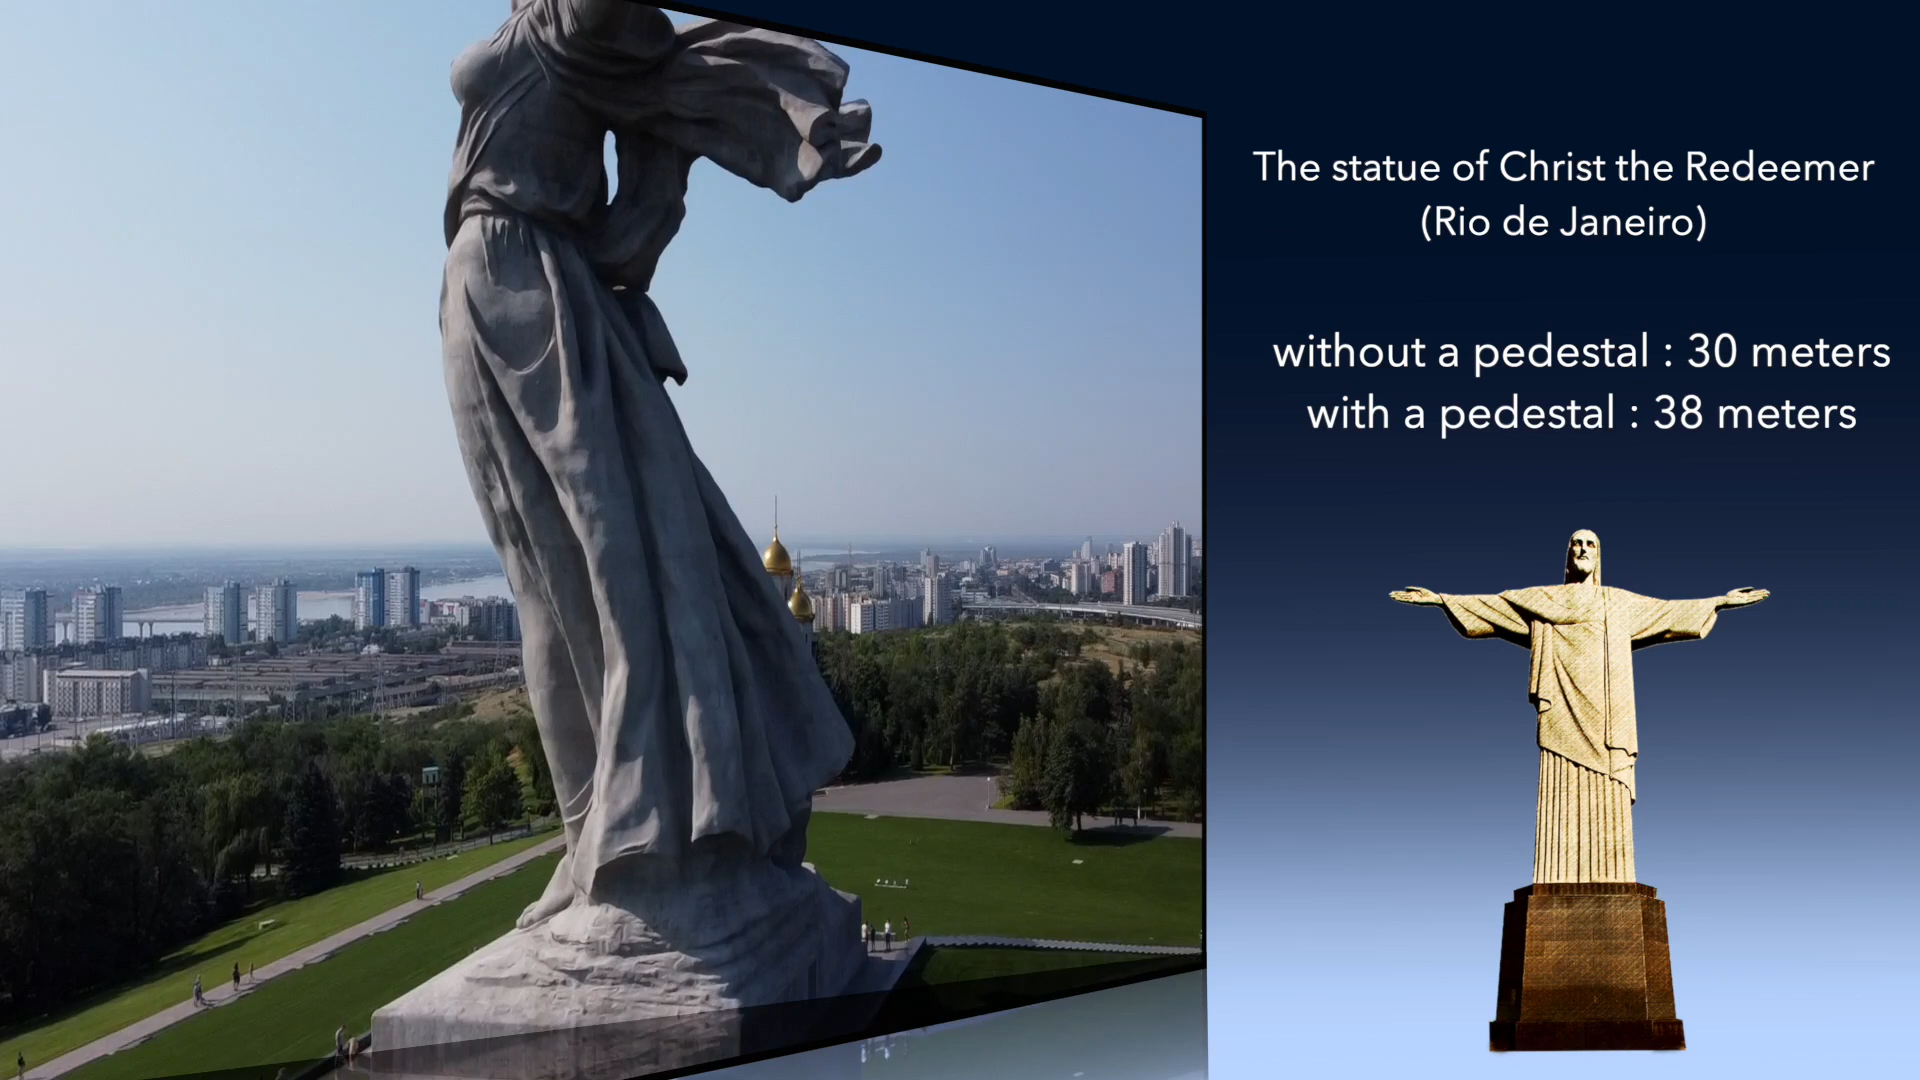 The statue of Christ the Redeemer
(Rio de Janeiro)
without a pedestal : 30 meters
with a pedestal : 38 meters